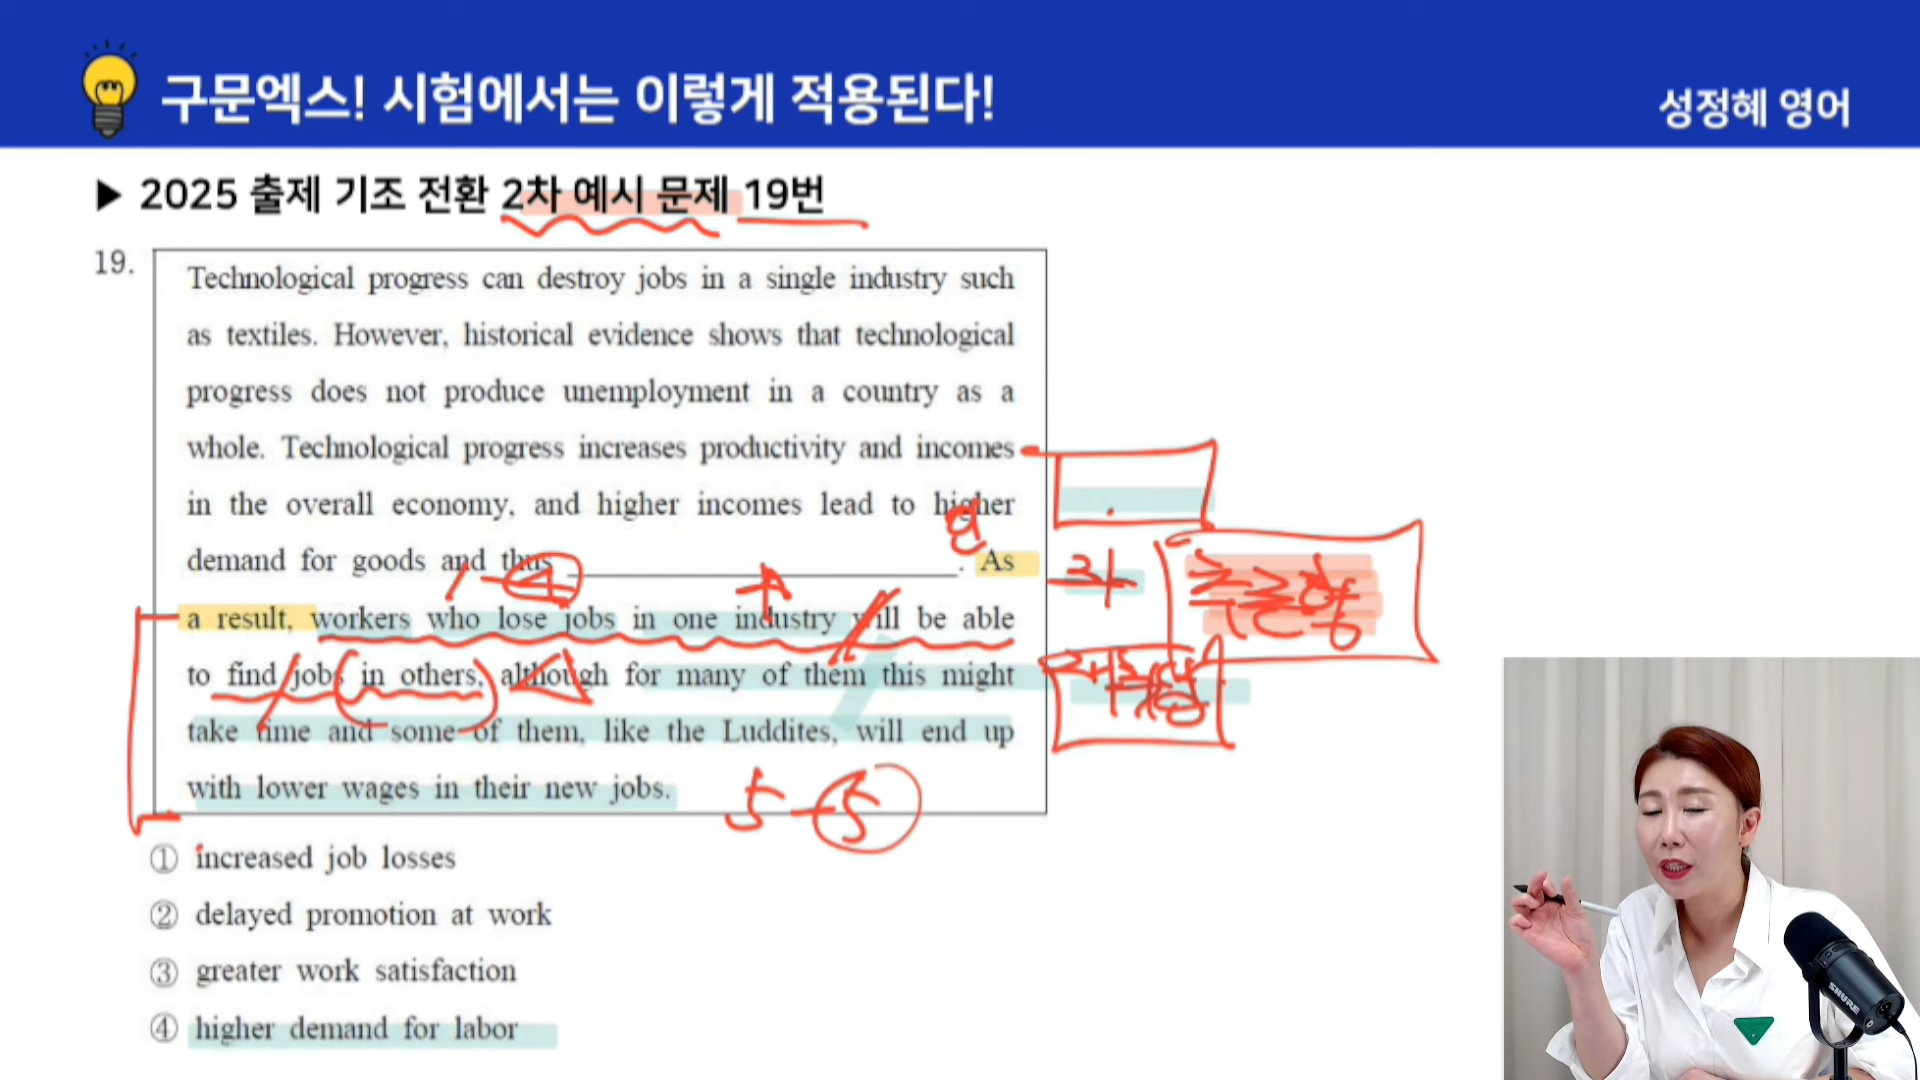 구문엑스! 시험에서는 이렇게 적용된다!
성정혜 영어
▶ 2025 출제 기조 전환 2차 예시 문제 19번
19.
Technological progress can destroy jobs in a single industry such
as textiles. However, historical evidence shows that technological
progress does not produce unemployment in a country as a
whole. Technological progress increases productivity and incomes
in the overall economy, and higher incomes lead to higher
demand for goods and thus ____________. As
a result, workers who lose jobs in one industry will be able
to find jobs in others, although for many of them this might
take time and some of them, like the Luddites, will end up
with lower wages in their new jobs.
1-4
5-5
① increased job losses
② delayed promotion at work
③ greater work satisfaction
④ higher demand for labor
SHURE